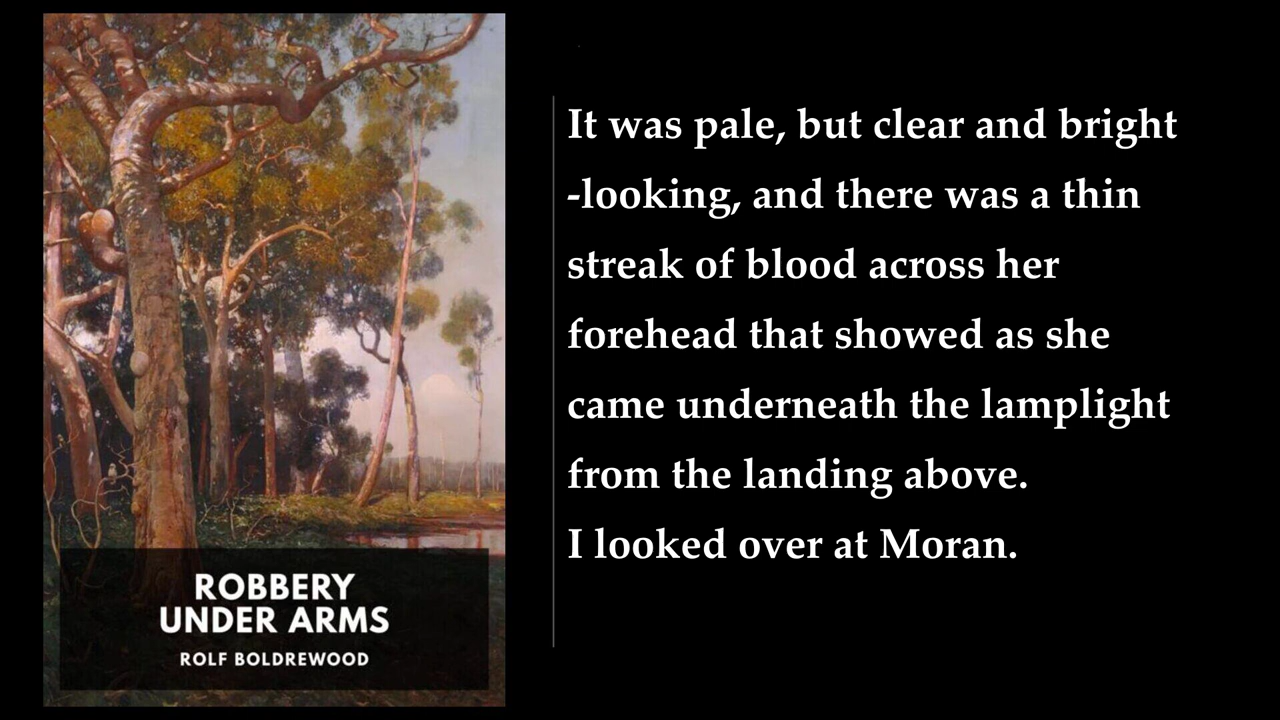 ROBBERY
UNDER ARMS
ROLF BOLDREWOOD
It was pale, but clear and bright
-looking, and there was a thin
streak of blood across her
forehead that showed as she
came underneath the lamplight
from the landing above.
I looked over at Moran.